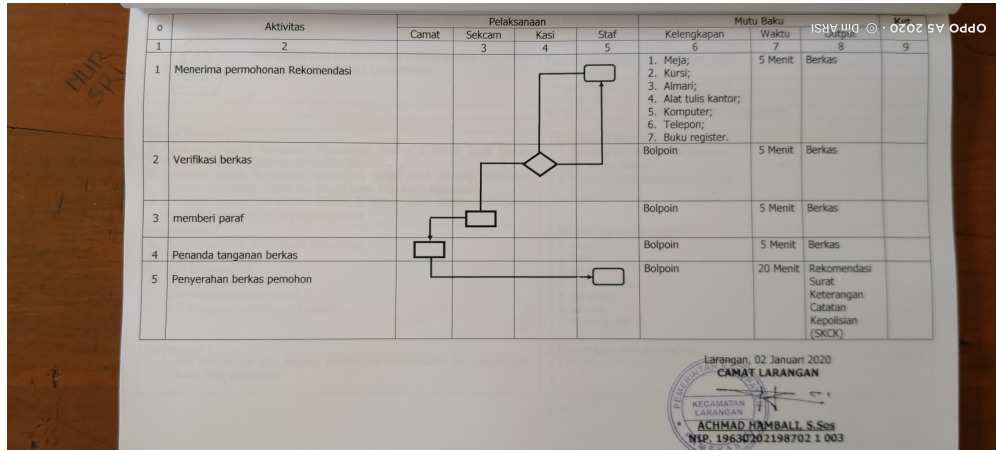 OPPO A5 2020 · © Din ARSI
NUR
o Aktivitas Pelaksanaan Mutu Baku Ket
Camat Sekcam Kasi Staf Kelengkapan Waktu Output
1 2 3 4 5 6 7 8 9
1 Menerima permohonan Rekomendasi 1. Meja; 5 Menit Berkas
2. Kursi;
3. Almari;
4. Alat tulis kantor;
5. Komputer;
6. Telepon;
7. Buku register.
2 Verifikasi berkas Bolpoin 5 Menit Berkas
3 memberi paraf Bolpoin 5 Menit Berkas
4 Penanda tanganan berkas Bolpoin 5 Menit Berkas
5 Penyerahan berkas pemohon Bolpoin 20 Menit Rekomendasi
Surat
Keterangan
Catatan
Kepolisian
(SKCK)
Larangan, 02 Januari 2020
CAMAT LARANGAN
KECAMATAN
LARANGAN
ACHMAD HAMBALI, S.Sos
NIP. 19630202198702 1 003